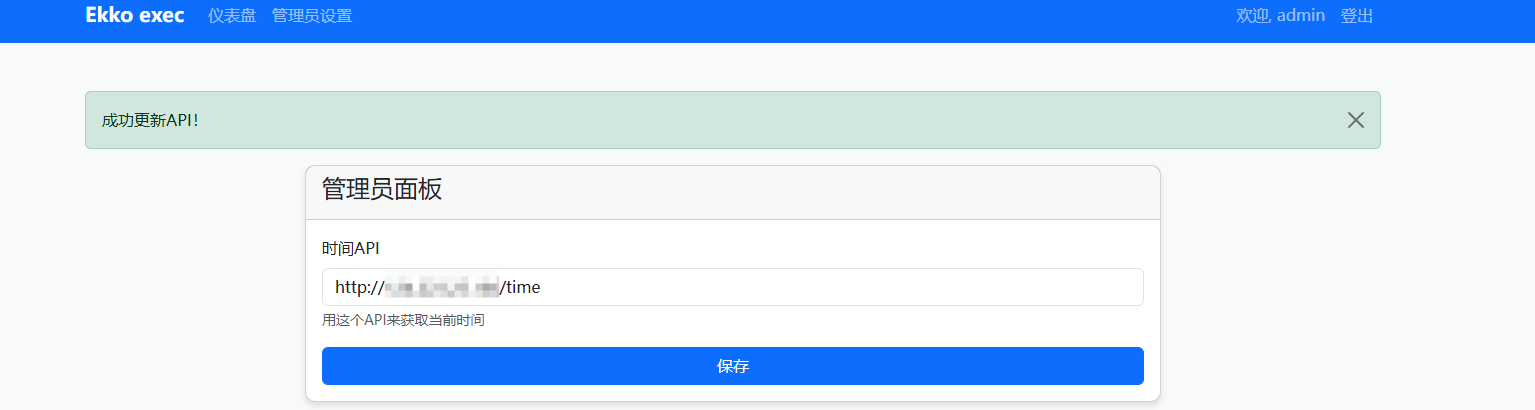 Ekko exec 仪表盘 管理员设置 欢迎, admin 登出
成功更新API!
管理员面板
时间API
http:// /time
用这个API来获取当前时间
保存